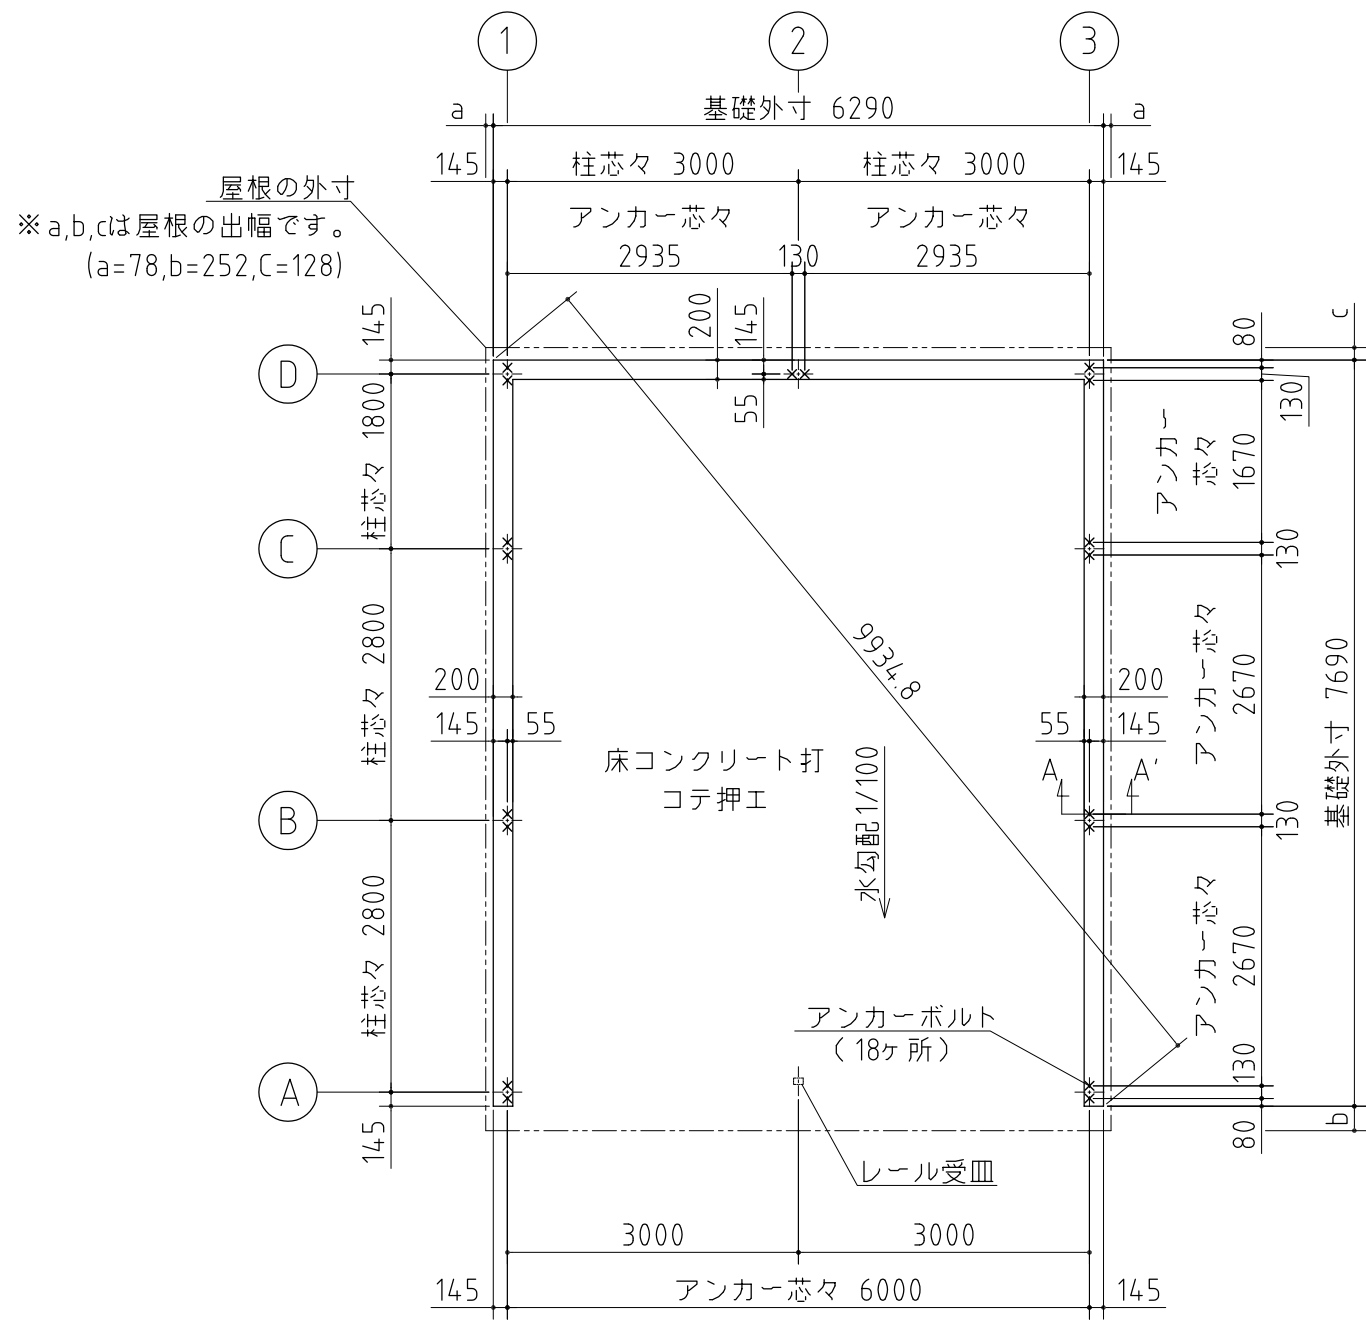 1
2
3
a
基礎外寸 6290
a
145
柱芯々 3000
柱芯々 3000
145
屋根の外寸
アンカー芯々
アンカー芯々
※a,b,cは屋根の出幅です。
(a=78,b=252,C=128)
2935
130
2935
145
200
145
80
c
D
55
130
柱芯々 1800
アンカー
芯々
1670
C
130
柱芯々 2800
アンカー芯々
2670
9934.8
基礎外寸 7690
200
200
145
55
55
145
床コンクリート打
コテ押エ
水勾配1/100
A
A'
B
130
柱芯々 2800
アンカー芯々
2670
アンカーボルト
(18ヶ所)
130
A
145
80
b
レール受皿
3000
3000
145
アンカー芯々 6000
145